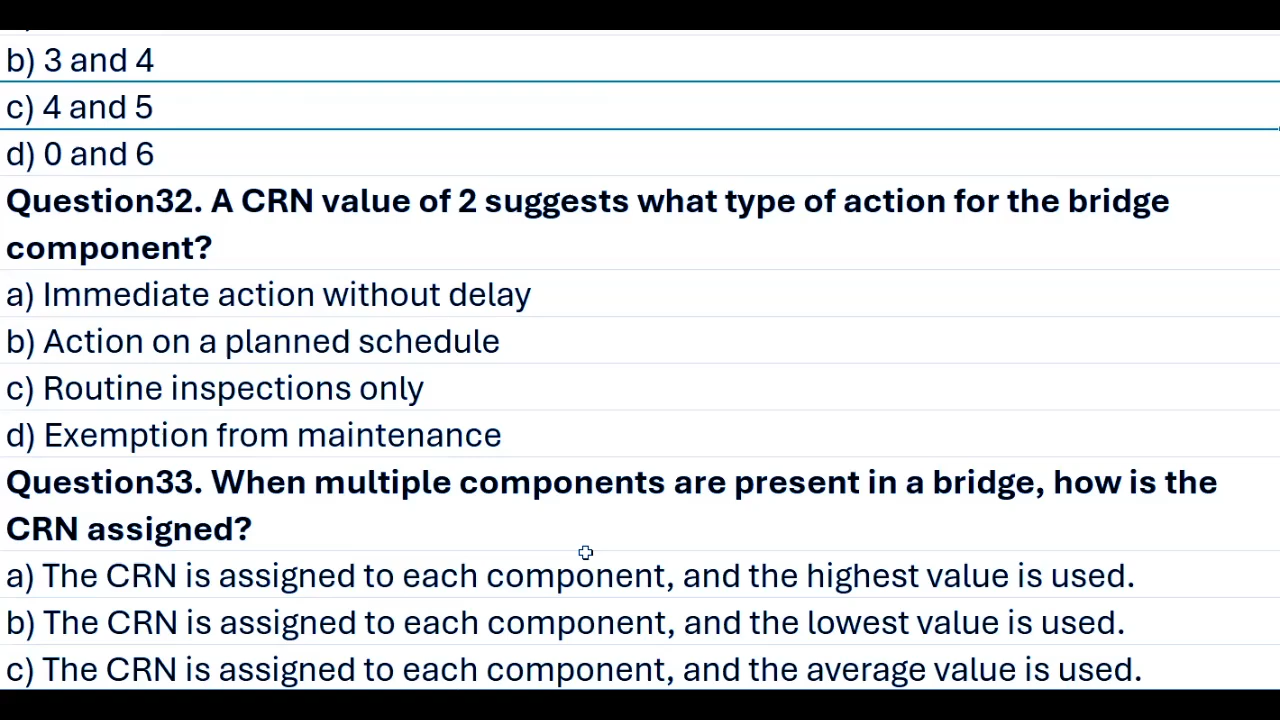 b) 3 and 4
c) 4 and 5
d) 0 and 6
Question32. A CRN value of 2 suggests what type of action for the bridge
component?
a) Immediate action without delay
b) Action on a planned schedule
c) Routine inspections only
d) Exemption from maintenance
Question33. When multiple components are present in a bridge, how is the
CRN assigned?
a) The CRN is assigned to each component, and the highest value is used.
b) The CRN is assigned to each component, and the lowest value is used.
c) The CRN is assigned to each component, and the average value is used.